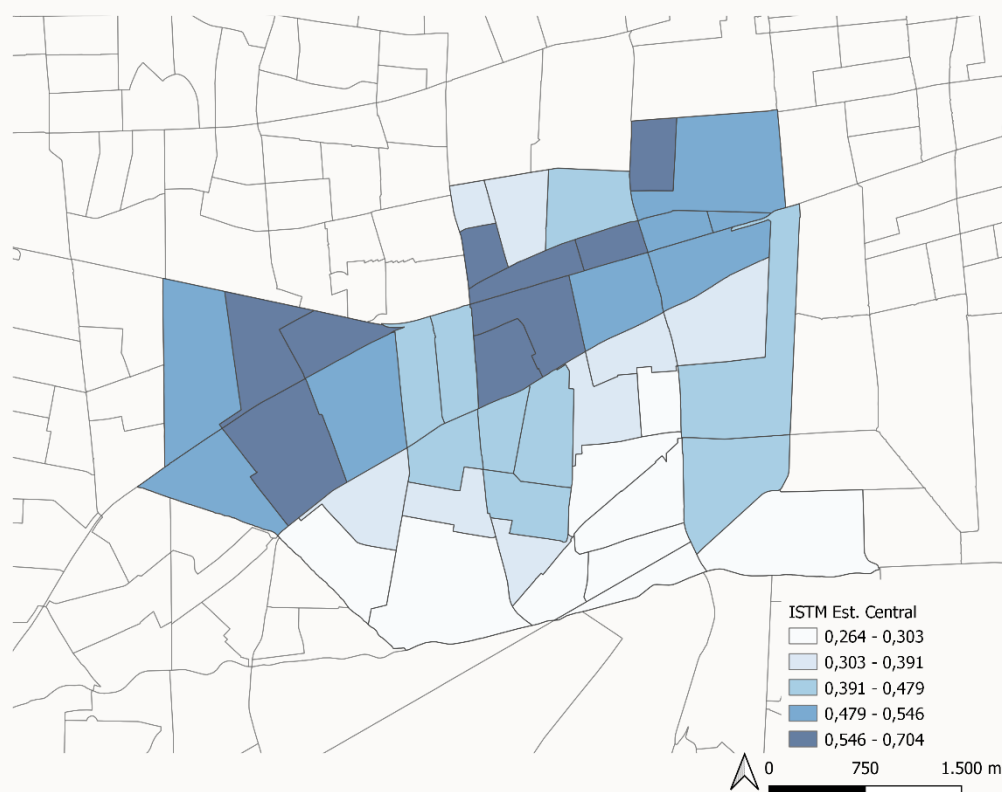 ISTM Est. Central
0,264 - 0,303
0,303 - 0,391
0,391 - 0,479
0,479 - 0,546
0,546 - 0,704
0 750 1.500 m